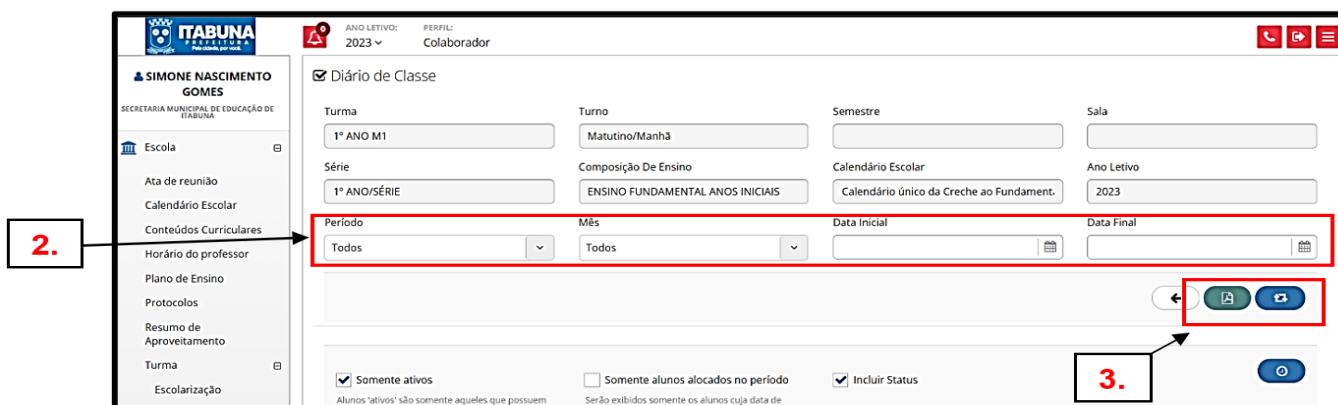 ITABUNA
PREFEITURA
Pela cidade, por você.
ANO LETIVO:
PERFIL:
2023
Colaborador
SIMONE NASCIMENTO
GOMES
SECRETARIA MUNICIPAL DE EDUCAÇÃO DE
ITABUNA
Escola
Ata de reunião
Calendário Escolar
Conteúdos Curriculares
Horário do professor
Plano de Ensino
Protocolos
Resumo de
Aproveitamento
Turma
Escolarização
Diário de Classe
Turma
Turno
Semestre
Sala
1º ANO M1
Matutino/Manhã
Série
Composição De Ensino
Calendário Escolar
Ano Letivo
1º ANO/SÉRIE
ENSINO FUNDAMENTAL ANOS INICIAIS
Calendário único da Creche ao Fundament.
2023
2.
Período
Mês
Data Inicial
Data Final
Todos
Todos
3.
Somente ativos
Somente alunos alocados no período
Incluir Status
Alunos 'ativos' são somente aqueles que possuem
Serão exibidos somente os alunos cuja data de